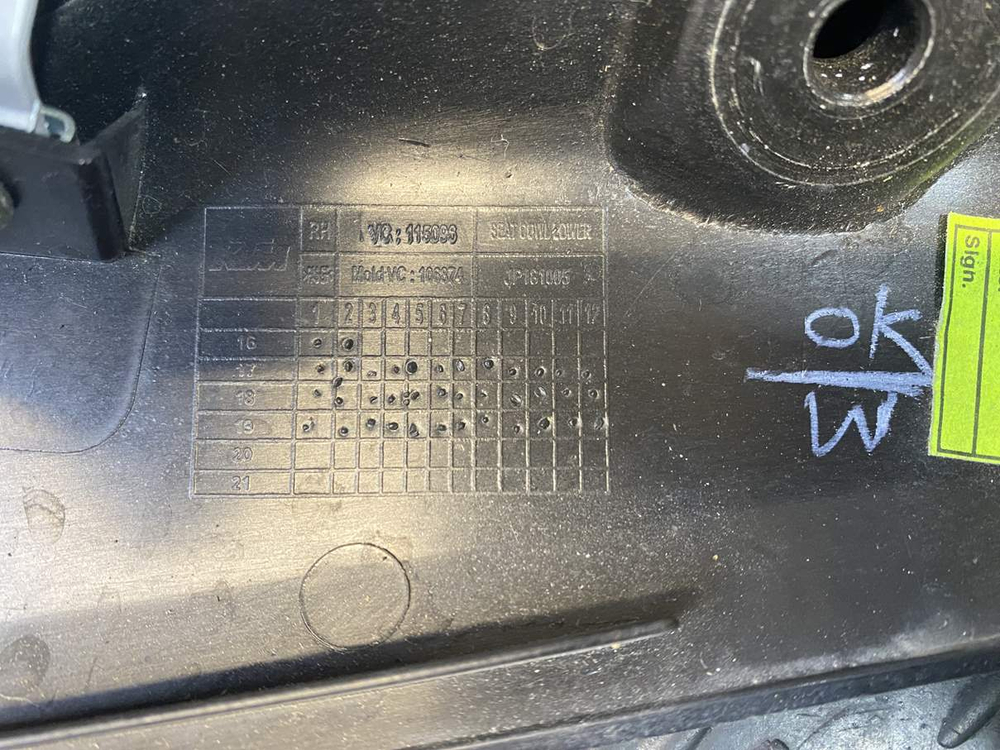 RH VC : 115093 SEAT COWL LOWER
Mold VC : 106374 JP161005
1 2 3 4 5 6 7 8 9 10 11 12
16
17
18
19
20
21
OK
Sign.